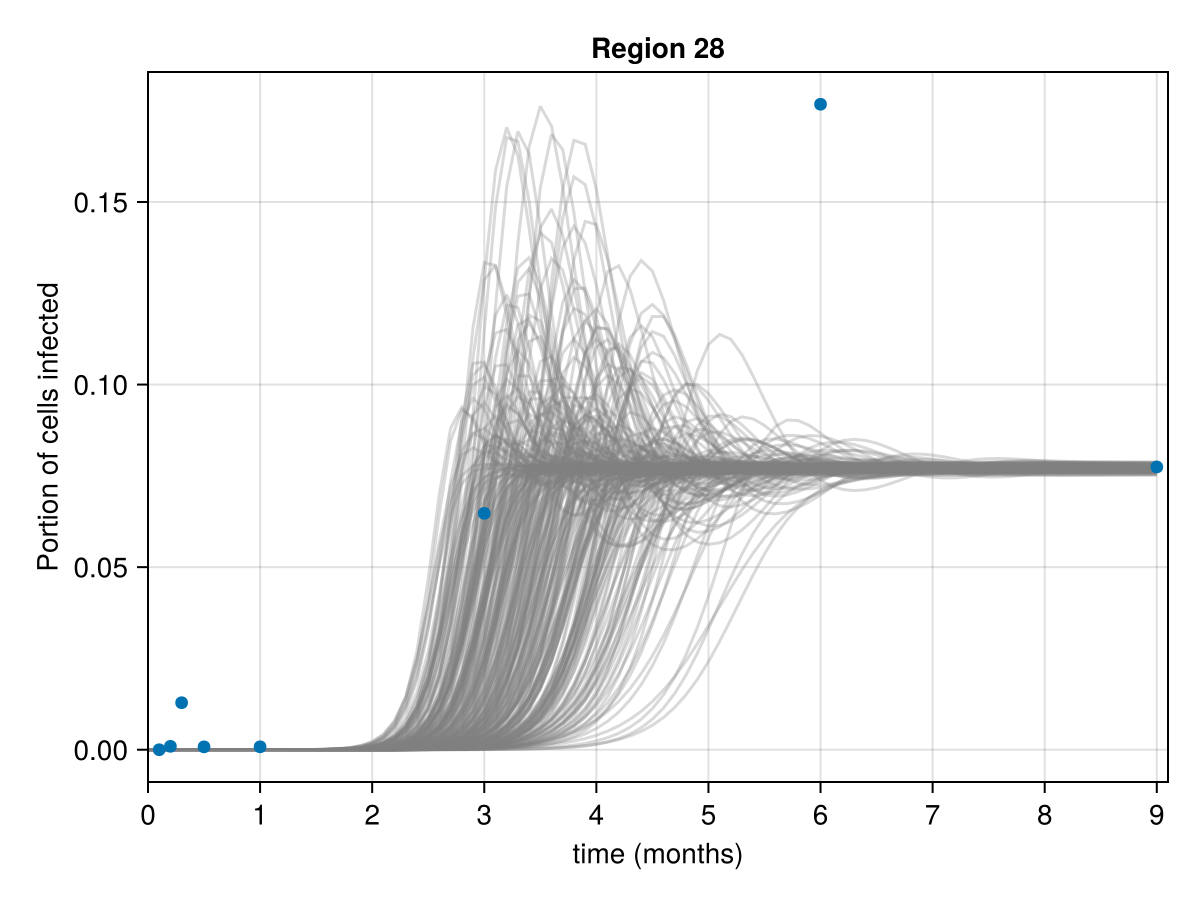 Region 28
Portion of cells infected
0.15
0.10
0.05
0.00
0 1 2 3 4 5 6 7 8 9
time (months)